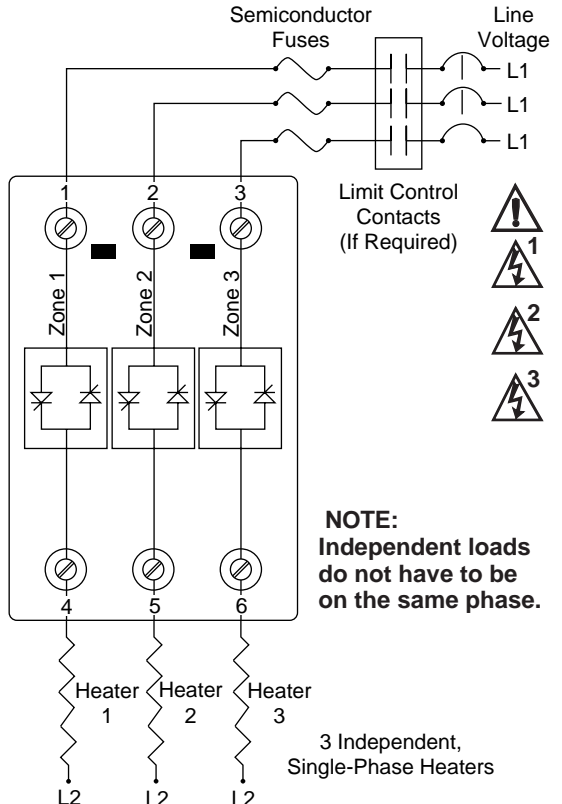 Semiconductor
Fuses
Line
Voltage
L1
L1
L1
Limit Control
Contacts
(If Required)
1
2
3
1
2
3
Zone 1
Zone 2
Zone 3
NOTE:
Independent loads
do not have to be
on the same phase.
4
5
6
Heater
1
Heater
2
Heater
3
3 Independent,
Single-Phase Heaters
L2
L2
L2